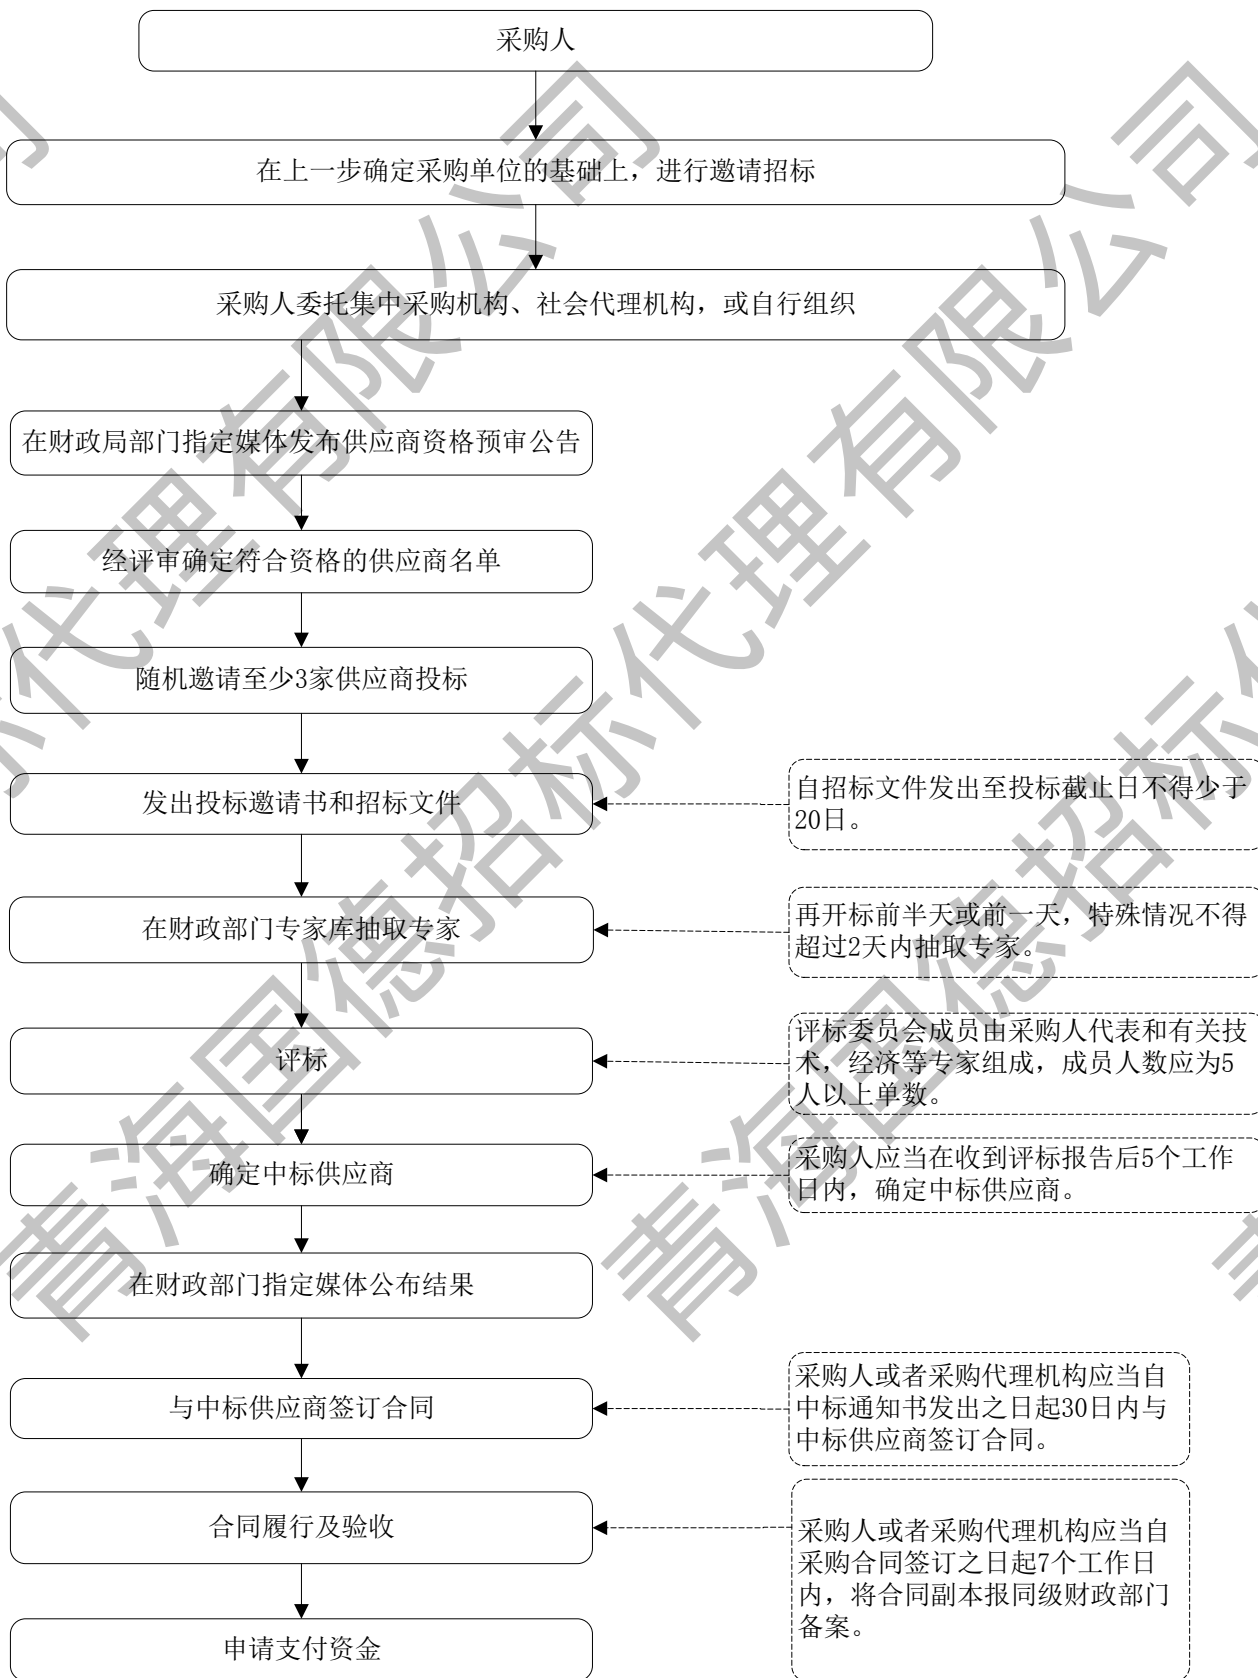 采购人
在上一步确定采购单位的基础上，进行邀请招标
采购人委托集中采购机构、社会代理机构，或自行组织
在财政局部门指定媒体发布供应商资格预审公告
经评审确定符合资格的供应商名单
随机邀请至少3家供应商投标
发出投标邀请书和招标文件
自招标文件发出至投标截止日不得少于
20日。
在财政部门专家库抽取专家
再开标前半天或前一天，特殊情况不得
超过2天内抽取专家。
评标
评标委员会成员由采购人代表和有关技
术，经济等专家组成，成员人数应为5
人以上单数。
确定中标供应商
采购人应当在收到评标报告后5个工作
日内，确定中标供应商。
在财政部门指定媒体公布结果
与中标供应商签订合同
采购人或者采购代理机构应当自
中标通知书发出之日起30日内与
中标供应商签订合同。
合同履行及验收
采购人或者采购代理机构应当自
采购合同签订之日起7个工作日
内，将合同副本报同级财政部门
备案。
申请支付资金
青海国德招标代理有限公司
青海国德招标代理有限公司